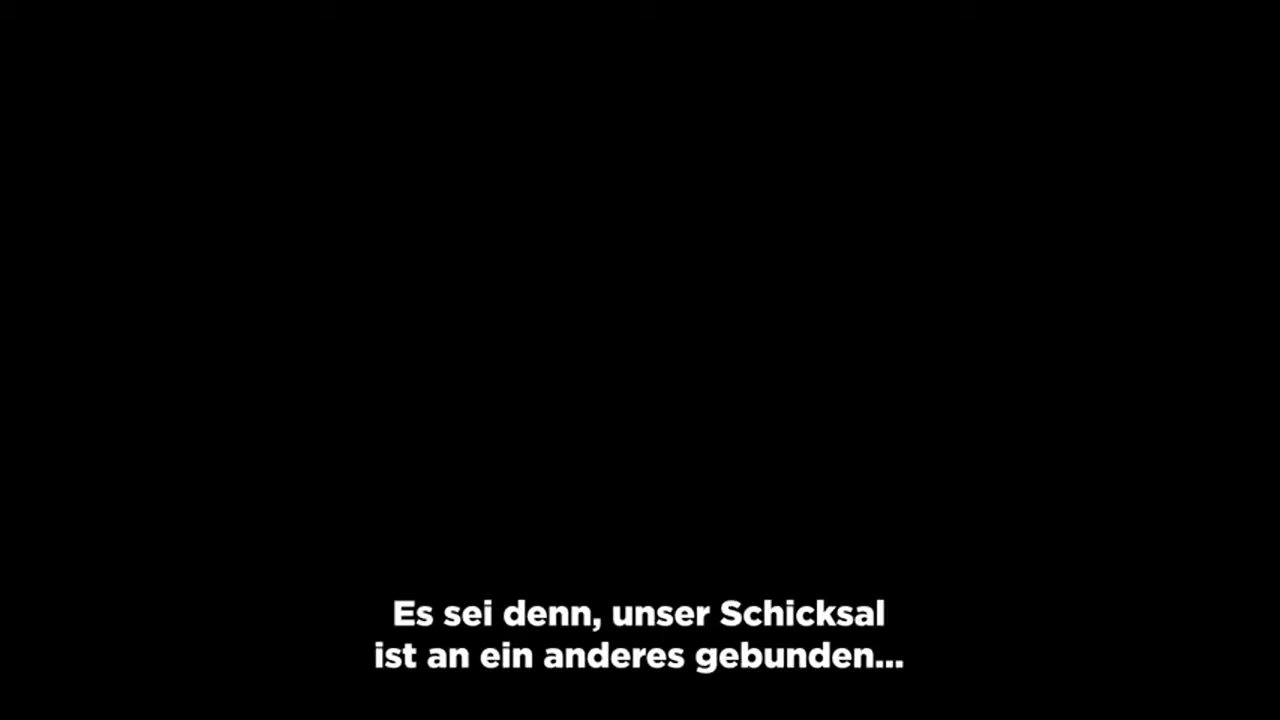 Es sei denn, unser Schicksal
ist an ein anderes gebunden...